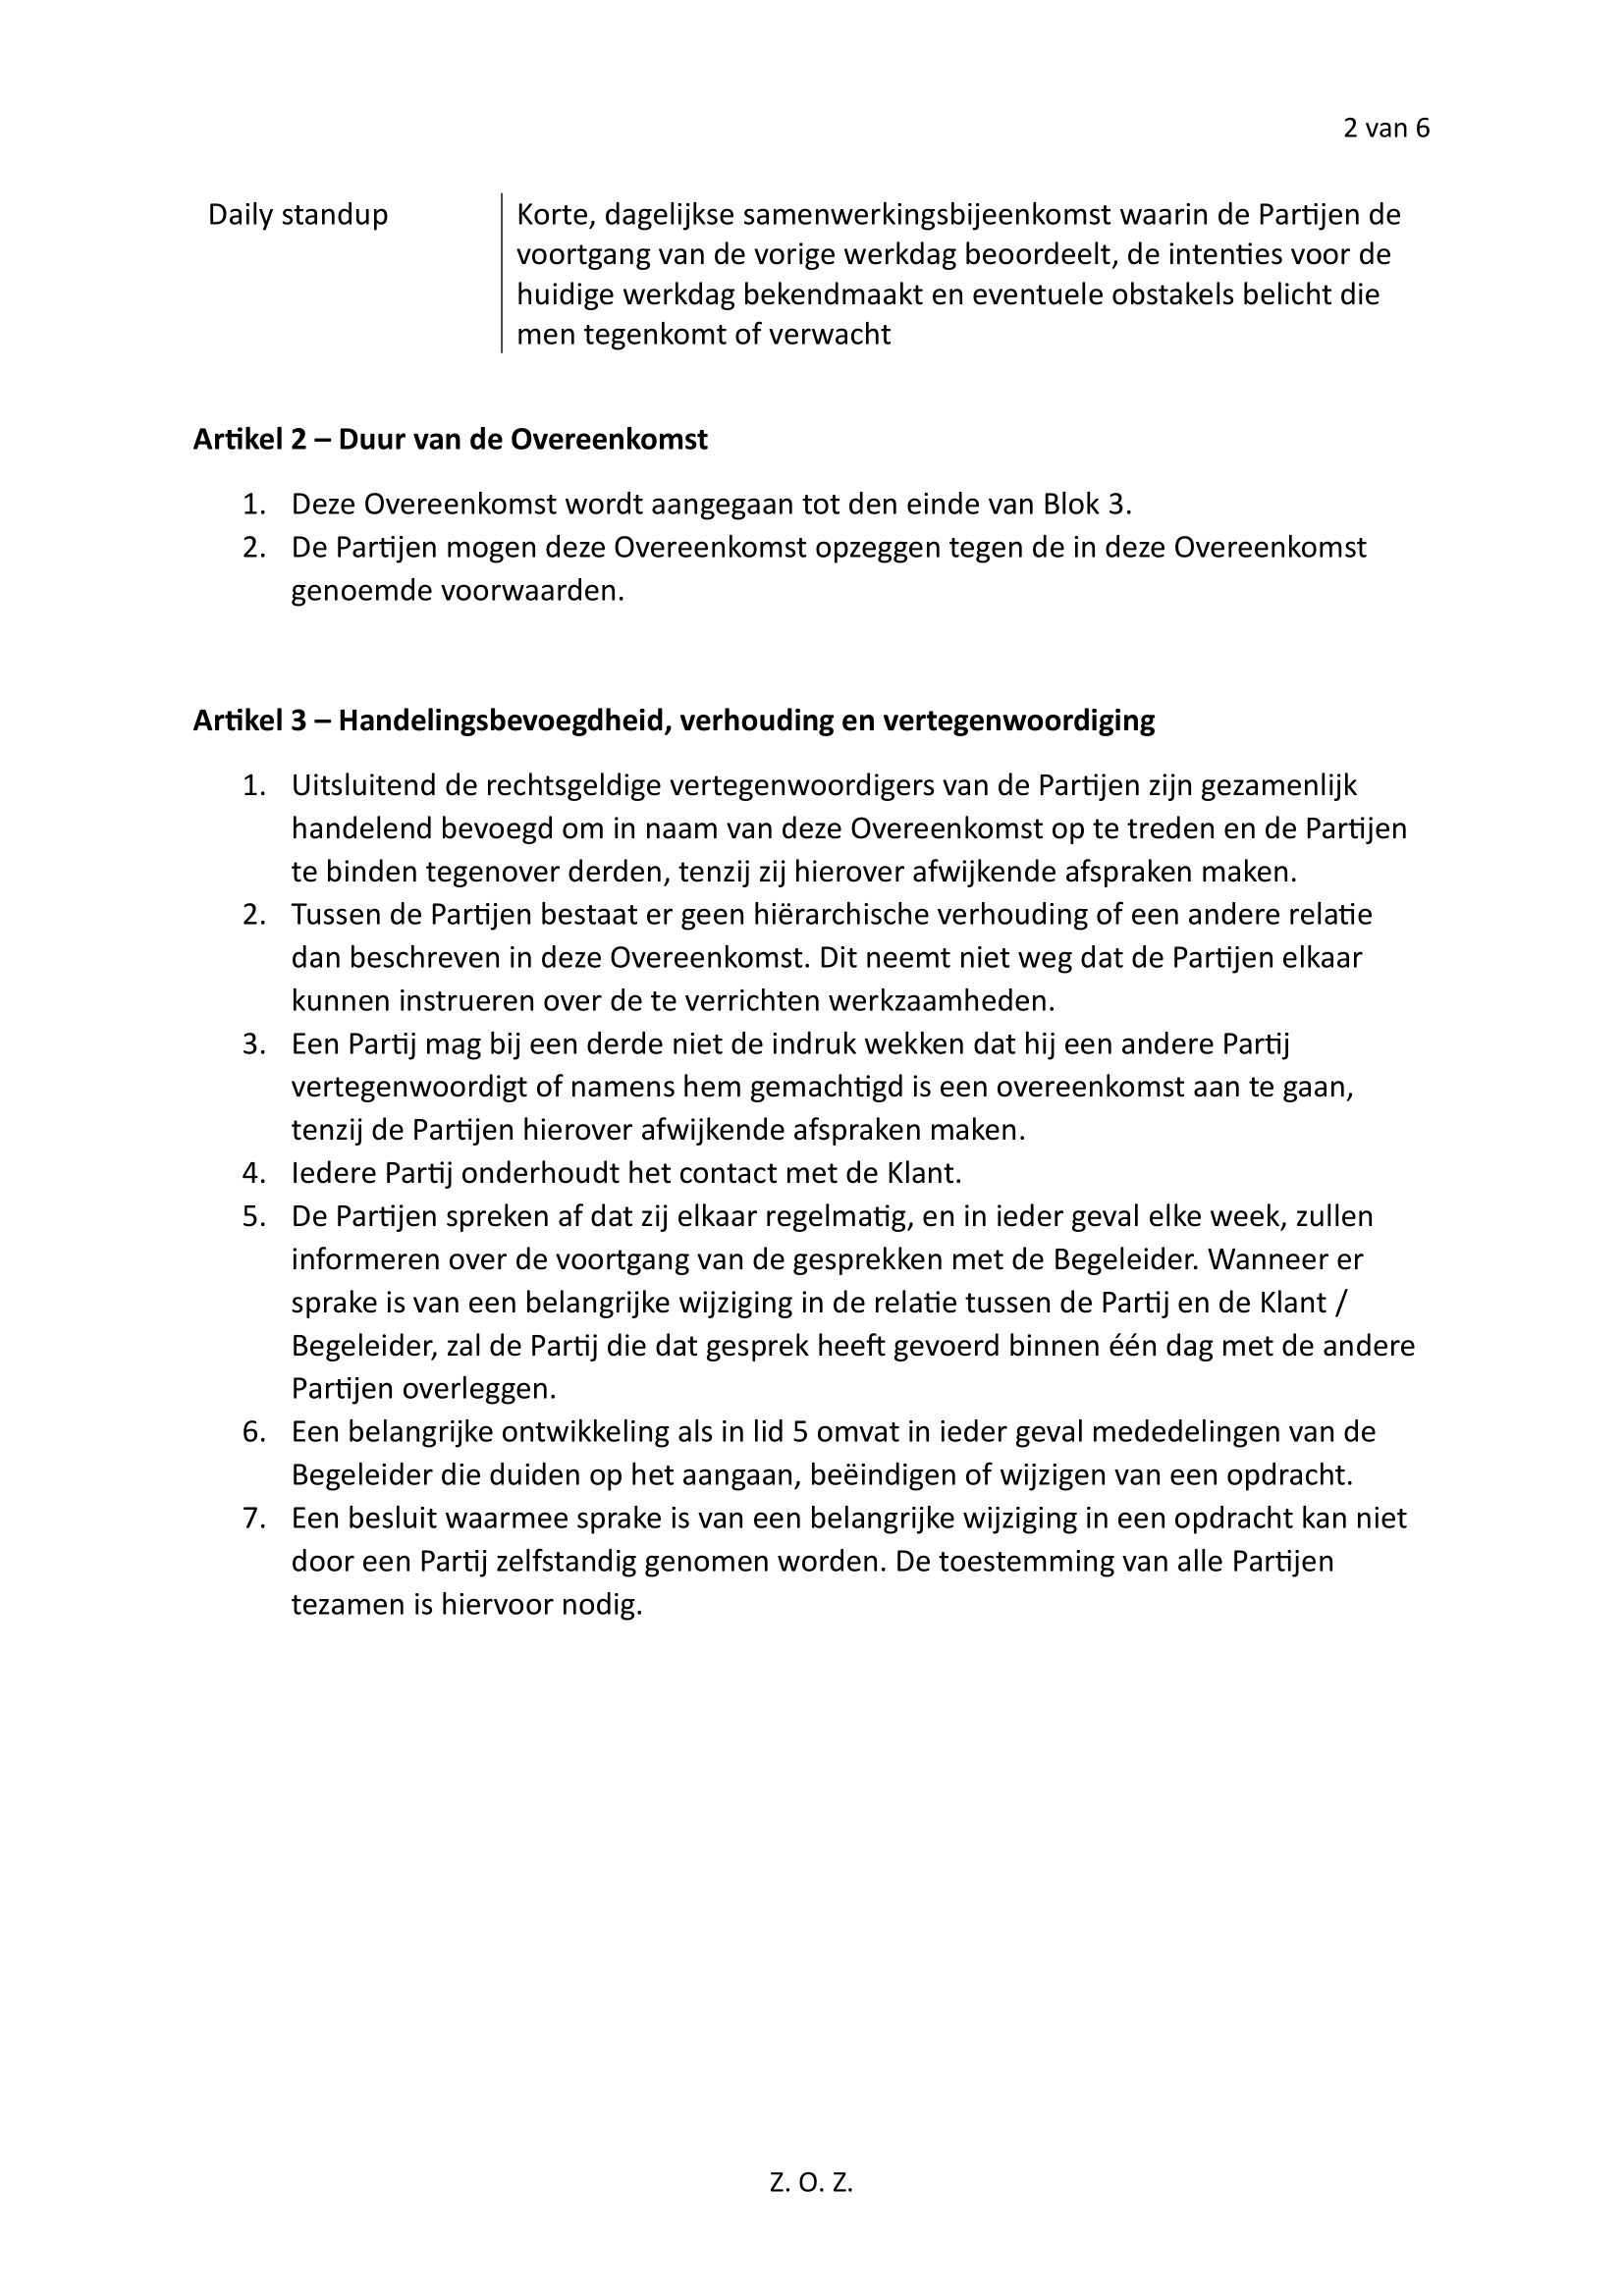 2 van 6
Daily standup
Korte, dagelijkse samenwerkingsbijeenkomst waarin de Partijen de
voortgang van de vorige werkdag beoordeelt, de intenties voor de
huidige werkdag bekendmaakt en eventuele obstakels belicht die
men tegenkomt of verwacht
Artikel 2 – Duur van de Overeenkomst
1. Deze Overeenkomst wordt aangegaan tot den einde van Blok 3.
2. De Partijen mogen deze Overeenkomst opzeggen tegen de in deze Overeenkomst
genoemde voorwaarden.
Artikel 3 – Handelingsbevoegdheid, verhouding en vertegenwoordiging
1. Uitsluitend de rechtsgeldige vertegenwoordigers van de Partijen zijn gezamenlijk
handelend bevoegd om in naam van deze Overeenkomst op te treden en de Partijen
te binden tegenover derden, tenzij zij hierover afwijkende afspraken maken.
2. Tussen de Partijen bestaat er geen hiërarchische verhouding of een andere relatie
dan beschreven in deze Overeenkomst. Dit neemt niet weg dat de Partijen elkaar
kunnen instrueren over de te verrichten werkzaamheden.
3. Een Partij mag bij een derde niet de indruk wekken dat hij een andere Partij
vertegenwoordigt of namens hem gemachtigd is een overeenkomst aan te gaan,
tenzij de Partijen hierover afwijkende afspraken maken.
4. Iedere Partij onderhoudt het contact met de Klant.
5. De Partijen spreken af dat zij elkaar regelmatig, en in ieder geval elke week, zullen
informeren over de voortgang van de gesprekken met de Begeleider. Wanneer er
sprake is van een belangrijke wijziging in de relatie tussen de Partij en de Klant /
Begeleider, zal de Partij die dat gesprek heeft gevoerd binnen één dag met de andere
Partijen overleggen.
6. Een belangrijke ontwikkeling als in lid 5 omvat in ieder geval mededelingen van de
Begeleider die duiden op het aangaan, beëindigen of wijzigen van een opdracht.
7. Een besluit waarmee sprake is van een belangrijke wijziging in een opdracht kan niet
door een Partij zelfstandig genomen worden. De toestemming van alle Partijen
tezamen is hiervoor nodig.
Z. O. Z.